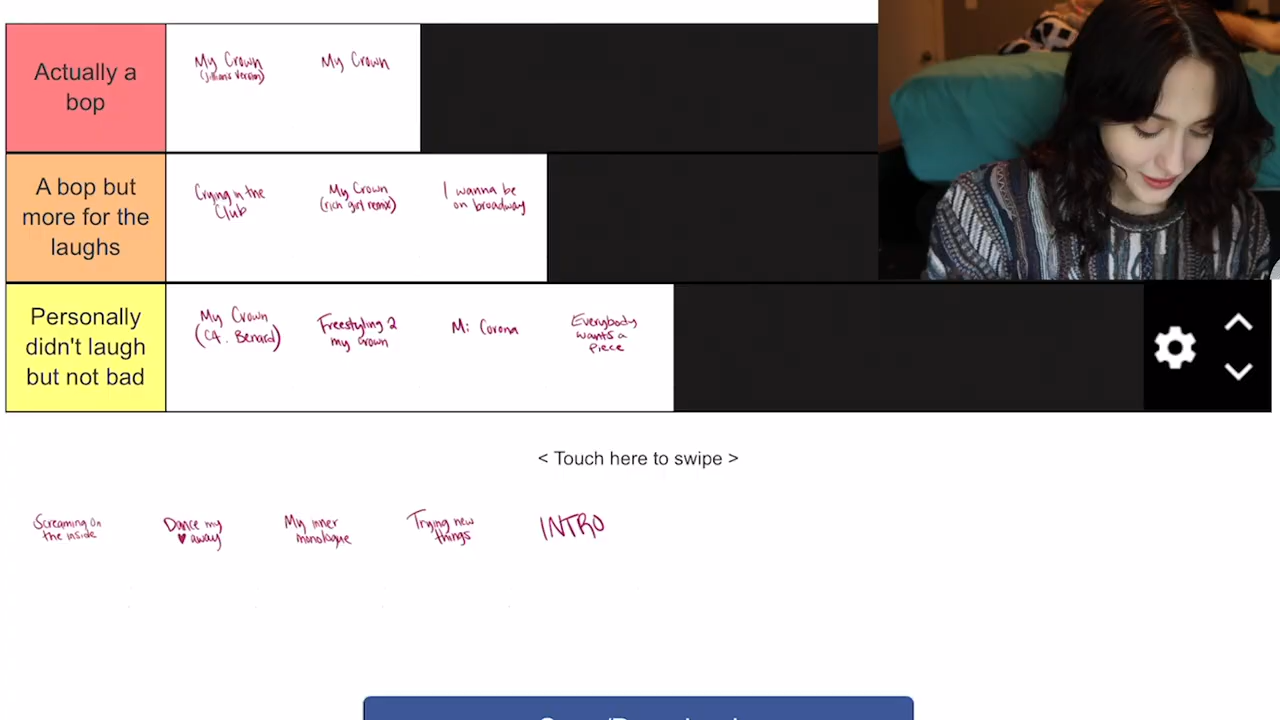 Actually a
bop
My Crown
(Jillian's Version)
My Crown
A bop but
more for the
laughs
Crying in the
Club
My Crown
(rich girl remix)
I wanna be
on broadway
Personally
didn't laugh
but not bad
My Crown
Freestyling 2
my crown
Mi Corona
Everybody
wants a
Piece
< Touch here to swipe >
Screaming on
the inside
Dance my
♥ away
My inner
monologue
Trying new
things
INTRO